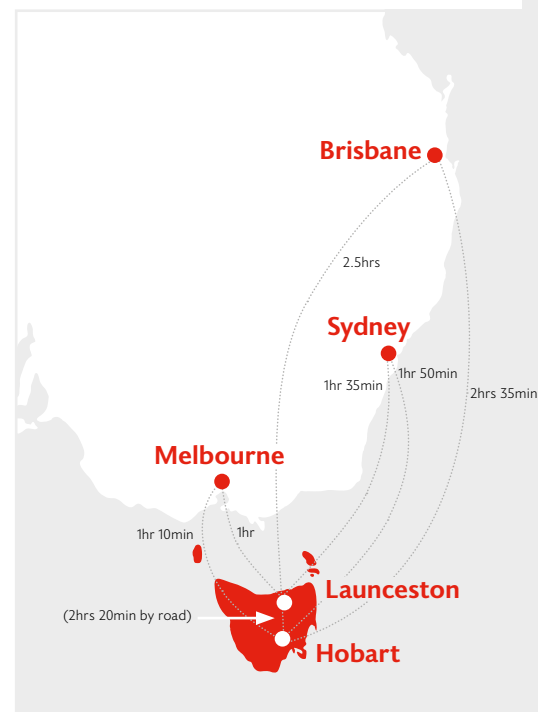 Brisbane
2.5hrs
Sydney
1hr 35min
1hr 50min
2hrs 35min
Melbourne
1hr 10min
1hr
Launceston
(2hrs 20min by road)
Hobart